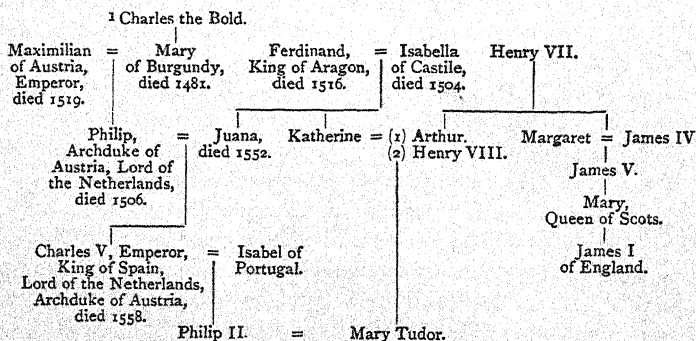 1 Charles the Bold.
Maximilian = Mary Ferdinand, = Isabella Henry VII.
of Austria, of Burgundy, King of Aragon, of Castile,
Emperor, died 1481. died 1516. died 1504.
died 1519.
Philip, = Juana, Katherine = (1) Arthur. Margaret = James IV
Archduke of died 1552. (2) Henry VIII.
Austria, Lord of James V.
the Netherlands,
died 1506. Mary,
Queen of Scots.
Charles V, Emperor, = Isabel of James I
King of Spain, Portugal. of England.
Lord of the Netherlands,
Archduke of Austria,
died 1558.
Philip II. = Mary Tudor.